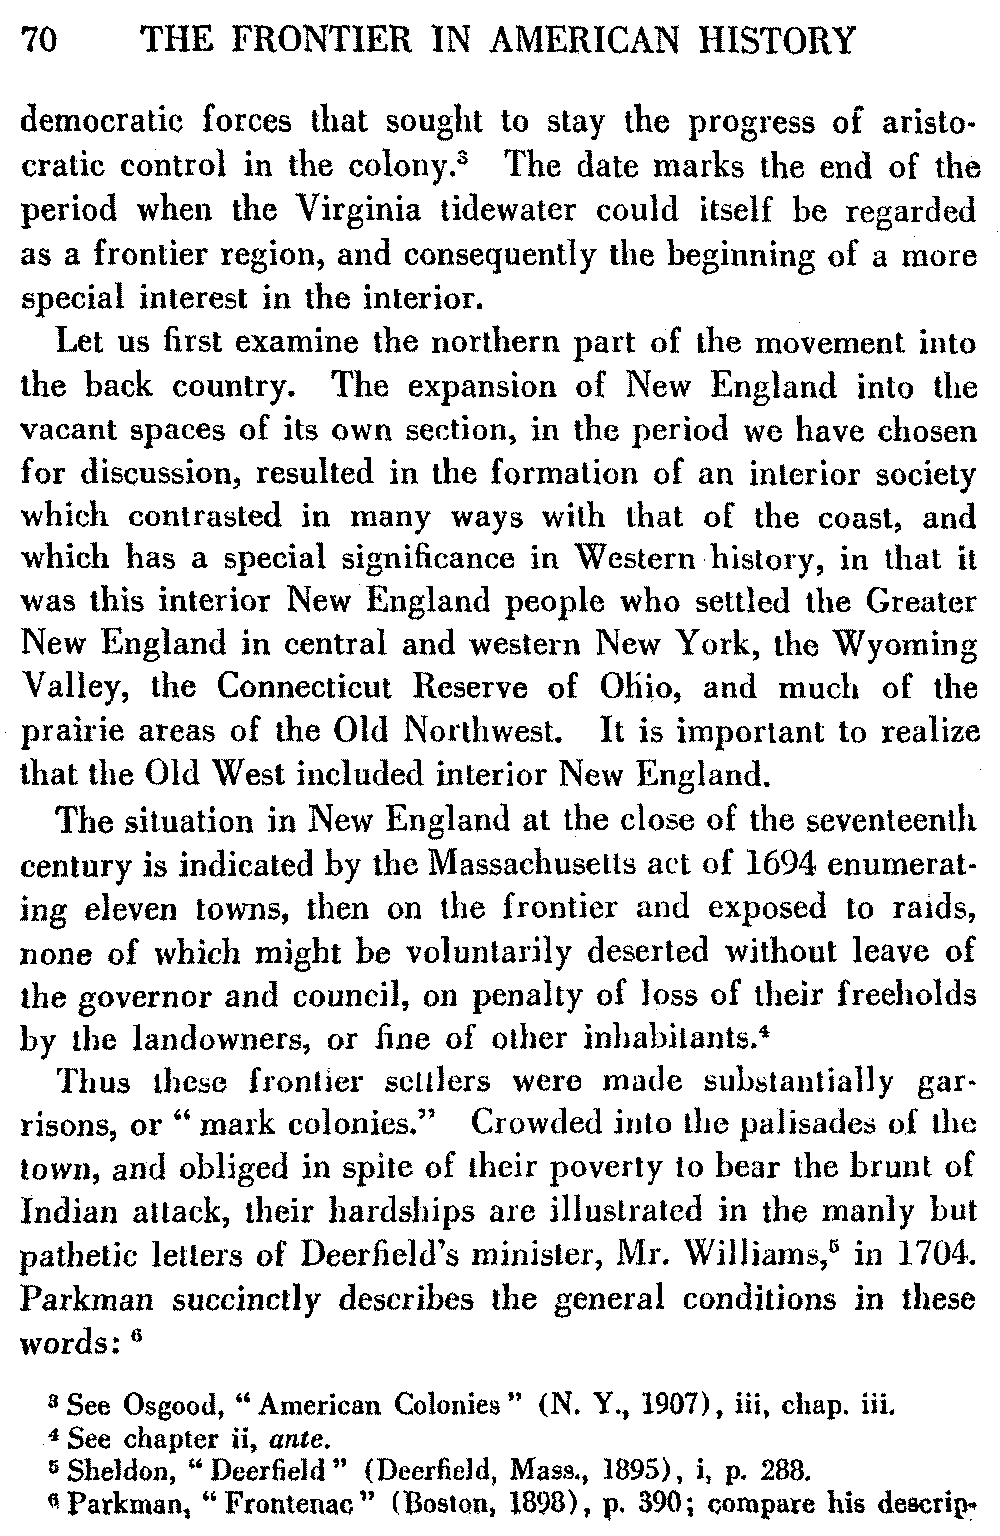 70 THE FRONTIER IN AMERICAN HISTORY
democratic forces that sought to stay the progress of aristo-
cratic control in the colony.³ The date marks the end of the
period when the Virginia tidewater could itself be regarded
as a frontier region, and consequently the beginning of a more
special interest in the interior.
Let us first examine the northern part of the movement into
the back country. The expansion of New England into the
vacant spaces of its own section, in the period we have chosen
for discussion, resulted in the formation of an interior society
which contrasted in many ways with that of the coast, and
which has a special significance in Western history, in that it
was this interior New England people who settled the Greater
New England in central and western New York, the Wyoming
Valley, the Connecticut Reserve of Ohio, and much of the
prairie areas of the Old Northwest. It is important to realize
that the Old West included interior New England.
The situation in New England at the close of the seventeenth
century is indicated by the Massachusetts act of 1694 enumerat-
ing eleven towns, then on the frontier and exposed to raids,
none of which might be voluntarily deserted without leave of
the governor and council, on penalty of loss of their freeholds
by the landowners, or fine of other inhabitants.⁴
Thus these frontier settlers were made substantially gar-
risons, or " mark colonies." Crowded into the palisades of the
town, and obliged in spite of their poverty to bear the brunt of
Indian attack, their hardships are illustrated in the manly but
pathetic letters of Deerfield's minister, Mr. Williams,⁵ in 1704.
Parkman succinctly describes the general conditions in these
words: ⁶
³ See Osgood, " American Colonies " (N. Y., 1907), iii, chap. iii.
⁴ See chapter ii, ante.
⁵ Sheldon, " Deerfield " (Deerfield, Mass., 1895), i, p. 288.
⁶ Parkman, " Frontenac " (Boston, 1898), p. 390; compare his descrip-